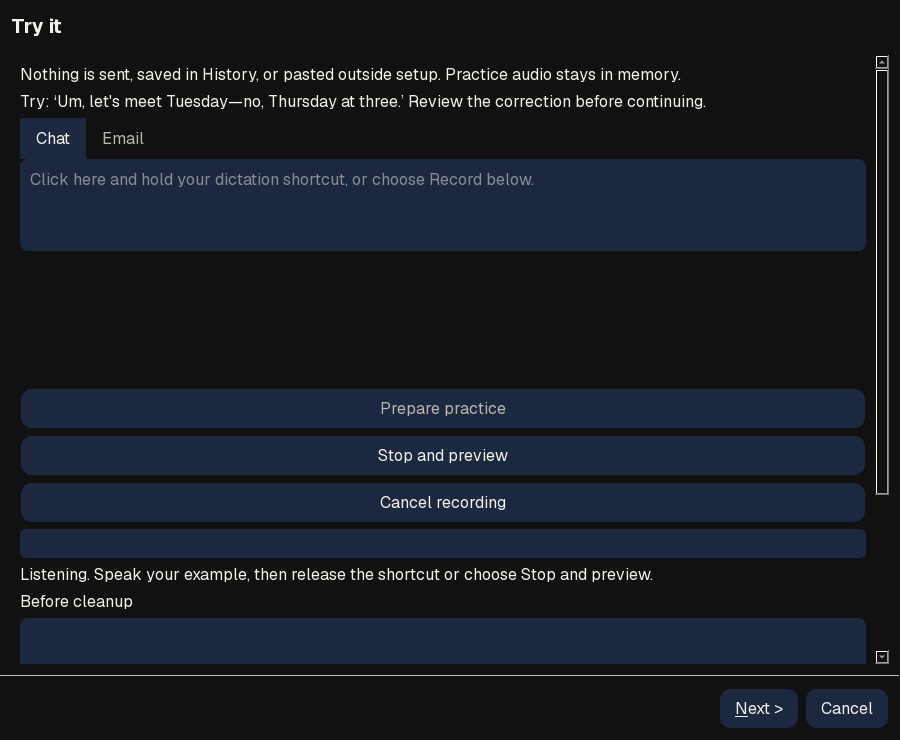 Try it
Nothing is sent, saved in History, or pasted outside setup. Practice audio stays in memory.
Try: ‘Um, let's meet Tuesday—no, Thursday at three.’ Review the correction before continuing.
Chat
Email
Click here and hold your dictation shortcut, or choose Record below.
Prepare practice
Stop and preview
Cancel recording
Listening. Speak your example, then release the shortcut or choose Stop and preview.
Before cleanup
Next >
Cancel